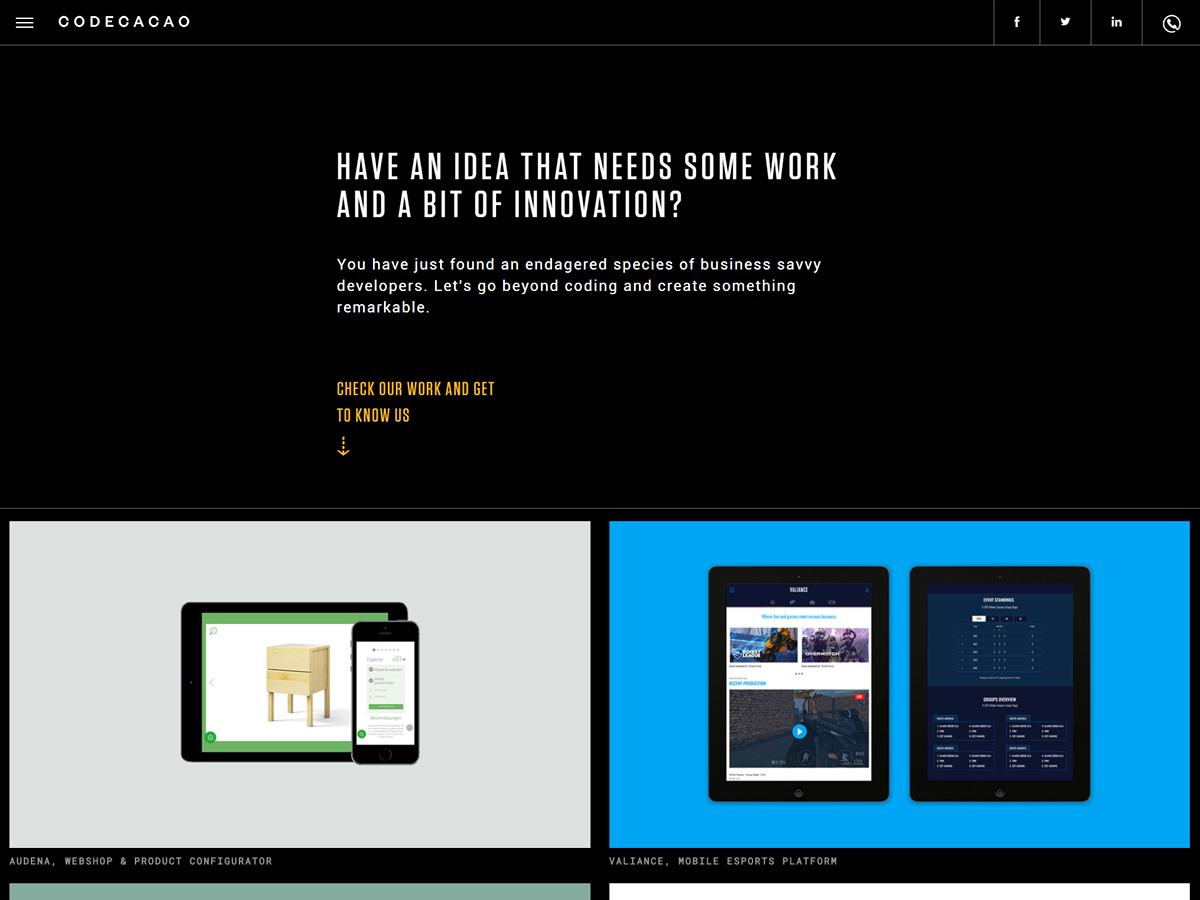 CODECACAO
HAVE AN IDEA THAT NEEDS SOME WORK
AND A BIT OF INNOVATION?
You have just found an endagered species of business savvy
developers. Let's go beyond coding and create something
remarkable.
CHECK OUR WORK AND GET
TO KNOW US
VALIANCE
Where fun and games meet serious business.
ROCKET
LEAGUE
OVERWATCH
RECENT PRODUCTION
LIVE
EVENT STANDINGS
GROUPS OVERVIEW
AUDENA, WEBSHOP & PRODUCT CONFIGURATOR
VALIANCE, MOBILE ESPORTS PLATFORM